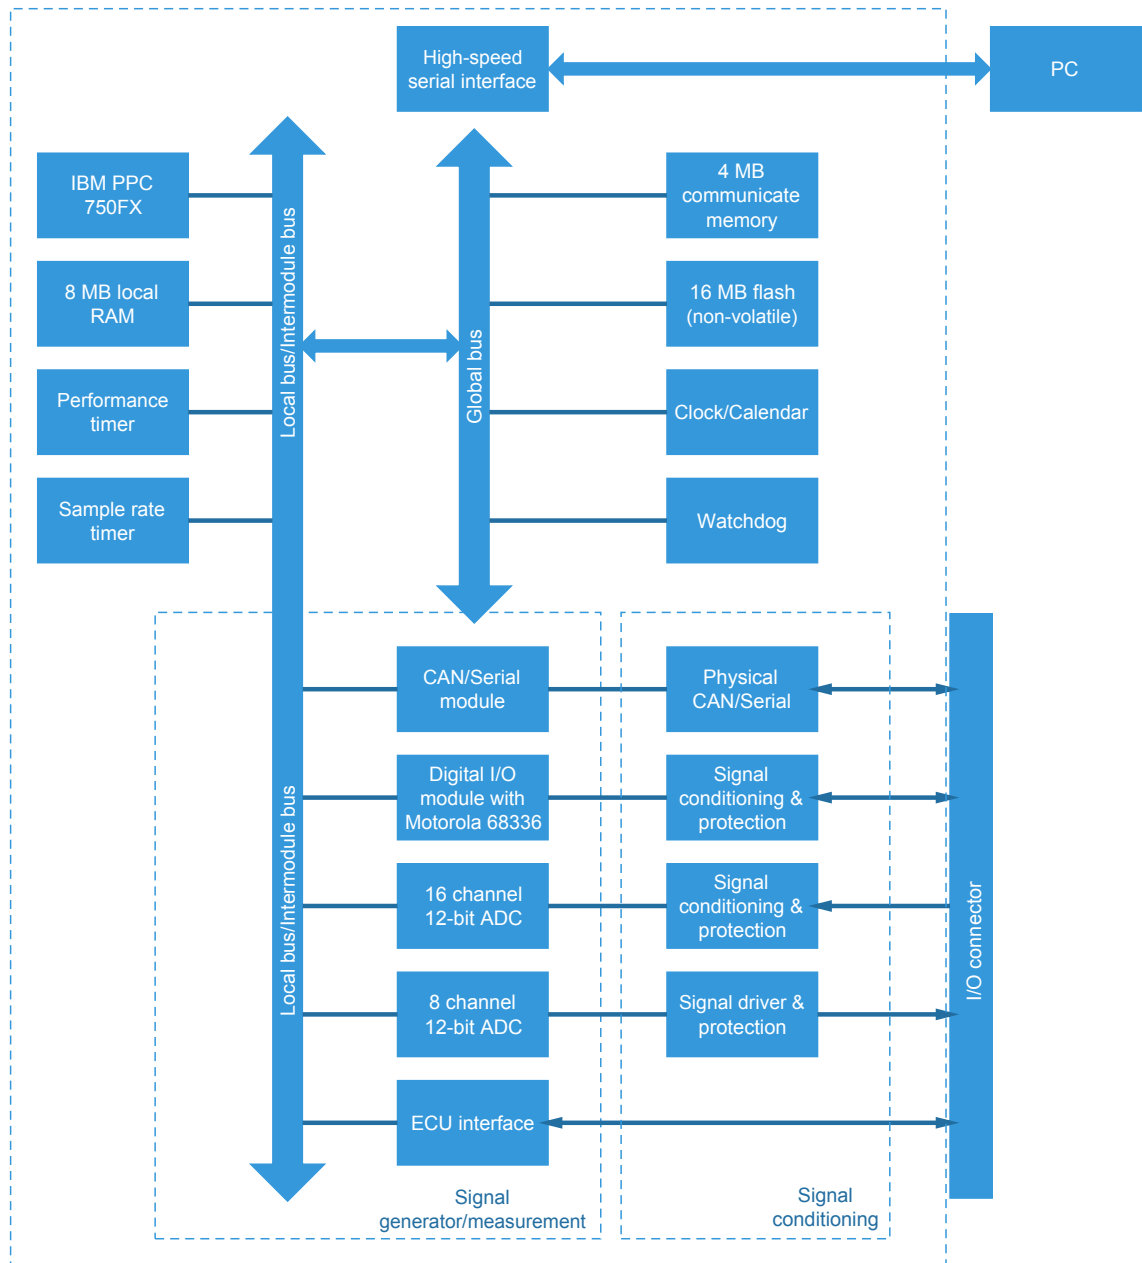 High-speed
serial interface
PC
IBM PPC
750FX
8 MB local
RAM
Performance
timer
Sample rate
timer
Local bus/Intermodule bus
Global bus
4 MB
communicate
memory
16 MB flash
(non-volatile)
Clock/Calendar
Watchdog
Local bus/Intermodule bus
CAN/Serial
module
Physical
CAN/Serial
Digital I/O
module with
Motorola 68336
Signal
conditioning &
protection
16 channel
12-bit ADC
Signal
conditioning &
protection
8 channel
12-bit ADC
Signal driver &
protection
ECU interface
I/O connector
Signal
generator/measurement
Signal
conditioning